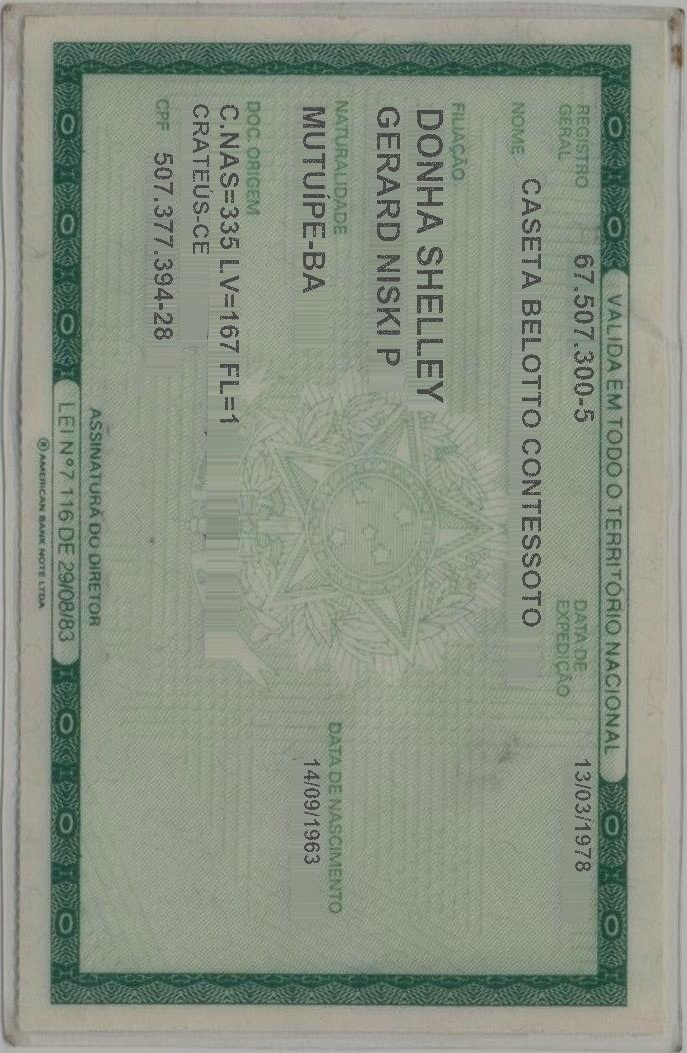 VALIDA EM TODO O TERRITÓRIO NACIONAL
REGISTRO GERAL 67.507.300-5 DATA DE EXPEDIÇÃO 13/03/1978
NOME CASETA BELOTTO CONTESSOTO
FILIAÇÃO
DONHA SHELLEY
GERARD NISKI P
NATURALIDADE DATA DE NASCIMENTO
MUTUÍPE-BA 14/09/1963
DOC. ORIGEM
C.NAS=335 LV=167 FL=1
CRATEÚS-CE
CPF 507.377.394-28
ASSINATURA DO DIRETOR
LEI Nº 7 116 DE 29/08/83
AMERICAN BANK NOTE LTDA